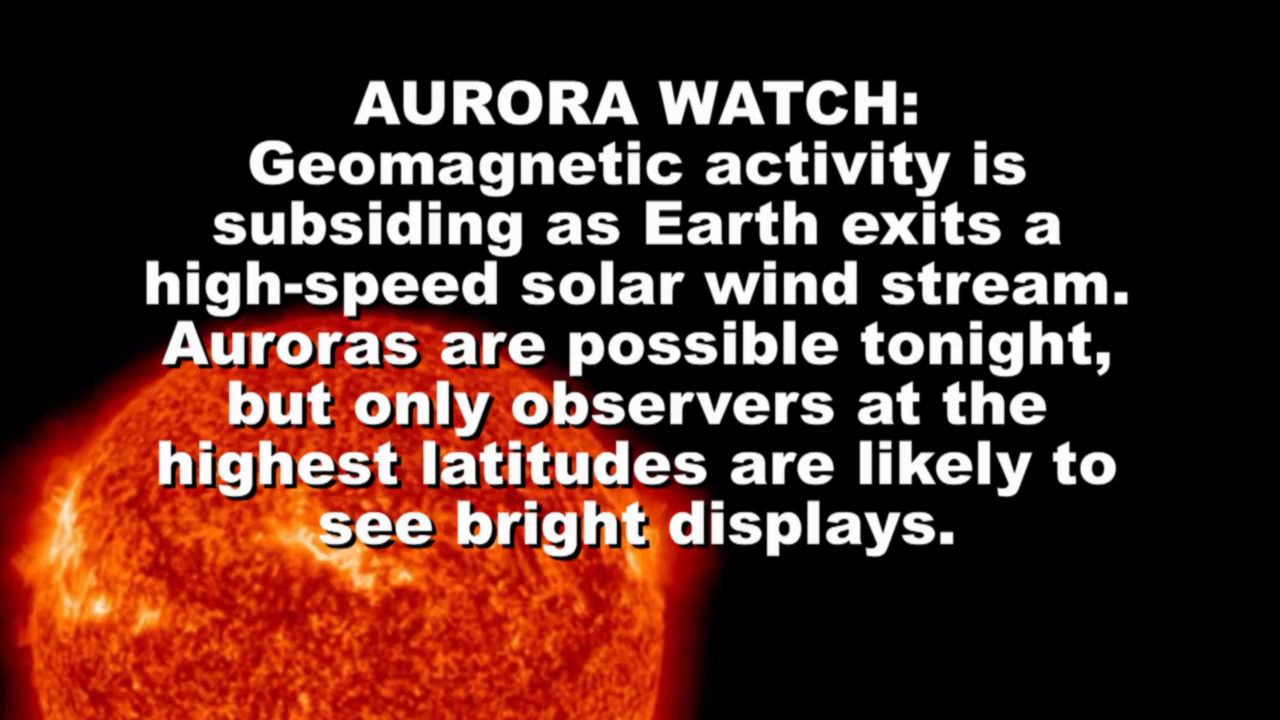 AURORA WATCH:
Geomagnetic activity is
subsiding as Earth exits a
high-speed solar wind stream.
Auroras are possible tonight,
but only observers at the
highest latitudes are likely to
see bright displays.